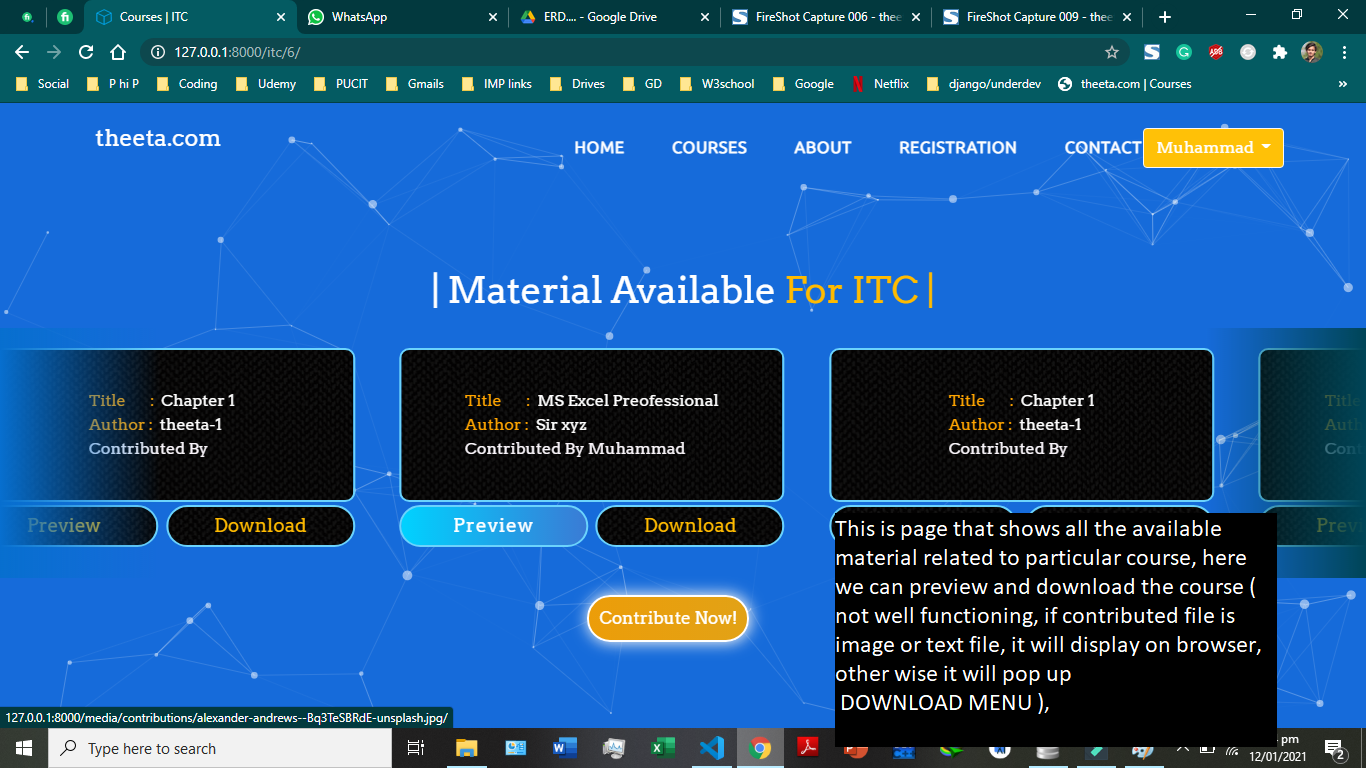 Courses | ITC
WhatsApp
ERD.... - Google Drive
FireShot Capture 006 - thee
FireShot Capture 009 - thee
127.0.0.1:8000/itc/6/
Social
P hi P
Coding
Udemy
PUCIT
Gmails
IMP links
Drives
GD
W3school
Google
Netflix
django/underdev
theeta.com | Courses
»
theeta.com
HOME
COURSES
ABOUT
REGISTRATION
CONTACT
Muhammad
| Material Available For ITC |
Title : Chapter 1
Author : theeta-1
Contributed By
Preview
Download
Title : MS Excel Preofessional
Author : Sir xyz
Contributed By Muhammad
Preview
Download
Title : Chapter 1
Author : theeta-1
Contributed By
Title
Auth
Cont
Prev
This is page that shows all the available
material related to particular course, here
we can preview and download the course (
not well functioning, if contributed file is
image or text file, it will display on browser,
other wise it will pop up
DOWNLOAD MENU ),
Contribute Now!
127.0.0.1:8000/media/contributions/alexander-andrews--Bq3TeSBRdE-unsplash.jpg/
Type here to search
pm
12/01/2021
2